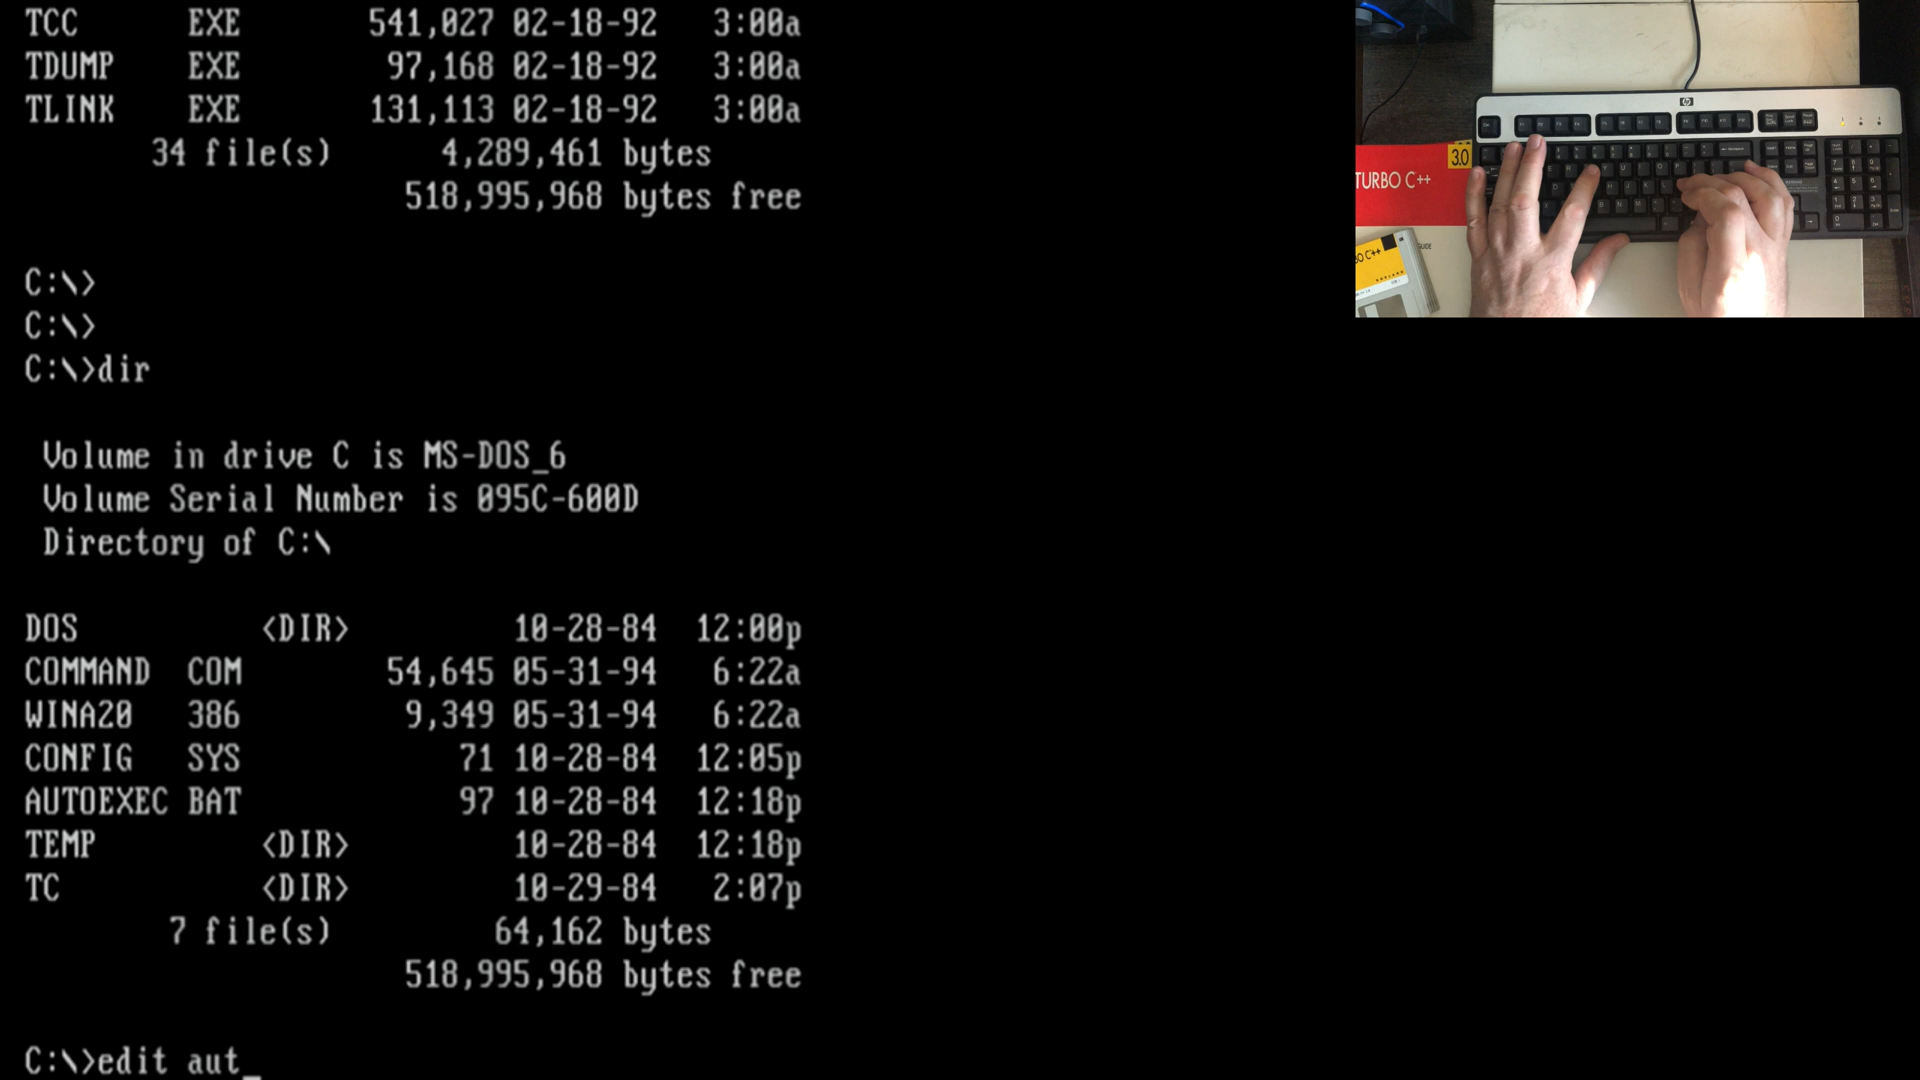 TCC      EXE       541,027 02-18-92   3:00a
TDUMP    EXE        97,168 02-18-92   3:00a
TLINK    EXE       131,113 02-18-92   3:00a
       34 file(s)      4,289,461 bytes
                     518,995,968 bytes free
C:\>
C:\>
C:\>dir
 Volume in drive C is MS-DOS_6
 Volume Serial Number is 095C-600D
 Directory of C:\
DOS          <DIR>         10-28-84  12:00p
COMMAND  COM        54,645 05-31-94   6:22a
WINA20   386         9,349 05-31-94   6:22a
CONFIG   SYS            71 10-28-84  12:05p
AUTOEXEC BAT            97 10-28-84  12:18p
TEMP         <DIR>         10-28-84  12:18p
TC           <DIR>         10-29-84   2:07p
        7 file(s)         64,162 bytes
                     518,995,968 bytes free
C:\>edit aut_
hp
3.0
TURBO C++
GUIDE
C++